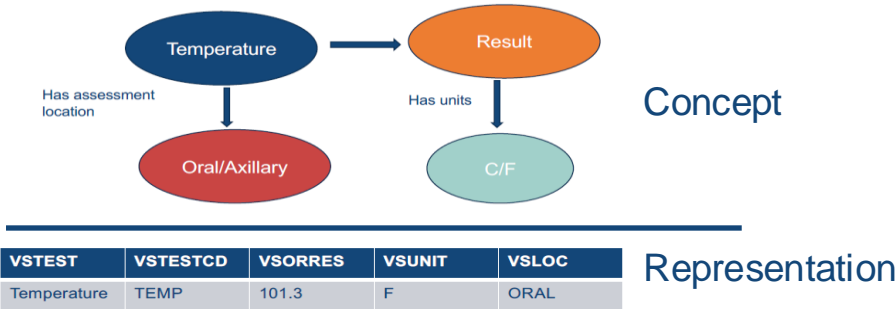 Temperature
Result
Has assessment
location
Has units
Concept
Oral/Axillary
C/F
VSTEST VSTESTCD VSORRES VSUNIT VSLOC
Representation
Temperature TEMP 101.3 F ORAL